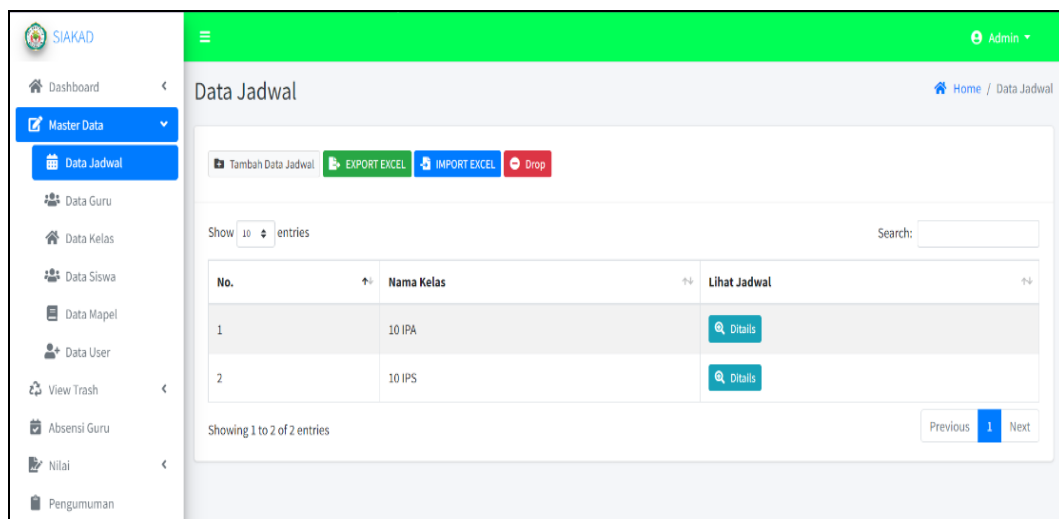 SIAKAD
Admin
Dashboard
Master Data
Data Jadwal
Data Guru
Data Kelas
Data Siswa
Data Mapel
Data User
View Trash
Absensi Guru
Nilai
Pengumuman
Data Jadwal
Home / Data Jadwal
Tambah Data Jadwal EXPORT EXCEL IMPORT EXCEL Drop
Show 10 entries
Search:
No. Nama Kelas Lihat Jadwal
1 10 IPA Ditails
2 10 IPS Ditails
Showing 1 to 2 of 2 entries
Previous 1 Next